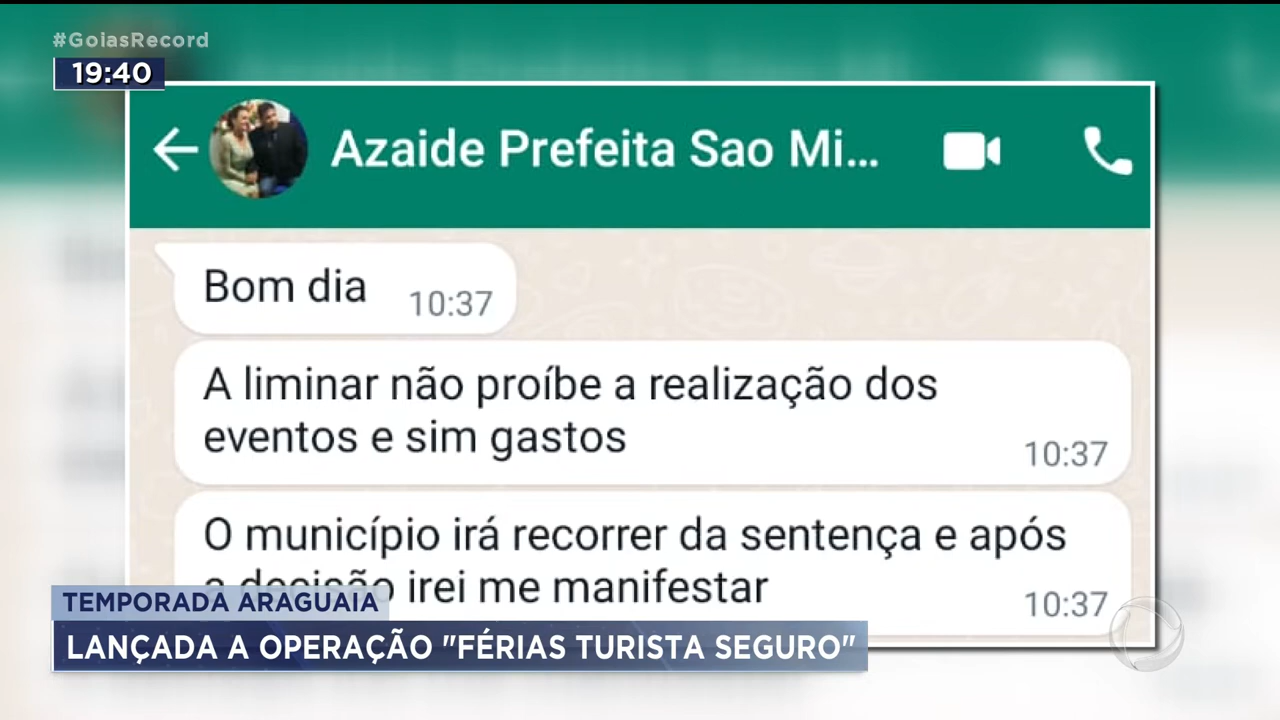 #GoiasRecord
19:40
Azaide Prefeita Sao Mi...
Bom dia
10:37
A liminar não proíbe a realização dos
eventos e sim gastos
10:37
O município irá recorrer da sentença e após
a decisão irei me manifestar
10:37
TEMPORADA ARAGUAIA
LANÇADA A OPERAÇÃO "FÉRIAS TURISTA SEGURO"